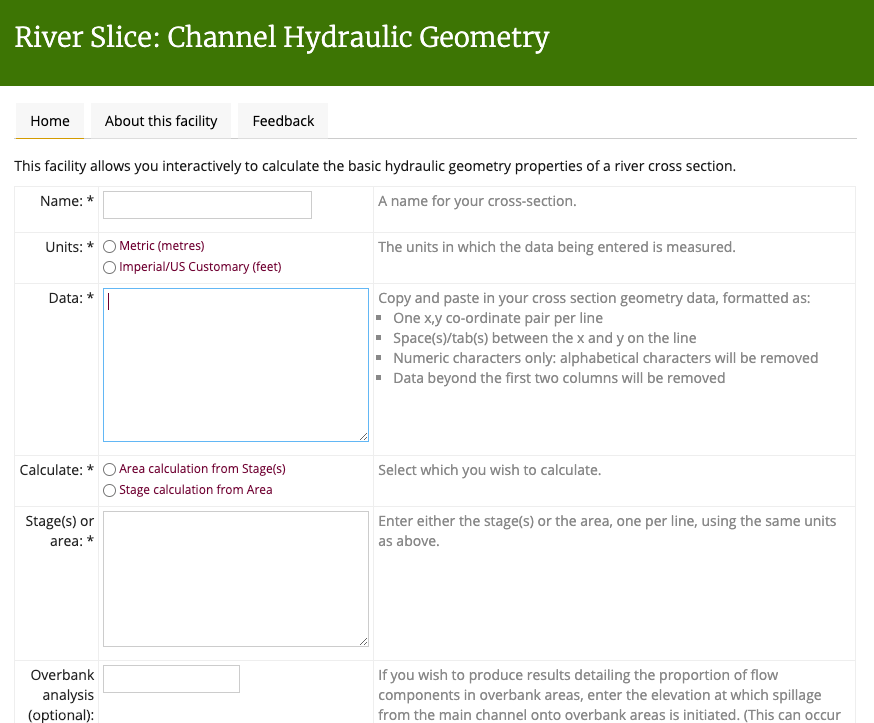 River Slice: Channel Hydraulic Geometry
Home
About this facility
Feedback
This facility allows you interactively to calculate the basic hydraulic geometry properties of a river cross section.
Name: *
A name for your cross-section.
Units: *
Metric (metres)
Imperial/US Customary (feet)
The units in which the data being entered is measured.
Data: *
Copy and paste in your cross section geometry data, formatted as:
One x,y co-ordinate pair per line
Space(s)/tab(s) between the x and y on the line
Numeric characters only: alphabetical characters will be removed
Data beyond the first two columns will be removed
Calculate: *
Area calculation from Stage(s)
Stage calculation from Area
Select which you wish to calculate.
Stage(s) or
area: *
Enter either the stage(s) or the area, one per line, using the same units
as above.
Overbank
analysis
(optional):
If you wish to produce results detailing the proportion of flow
components in overbank areas, enter the elevation at which spillage
from the main channel onto overbank areas is initiated. (This can occur